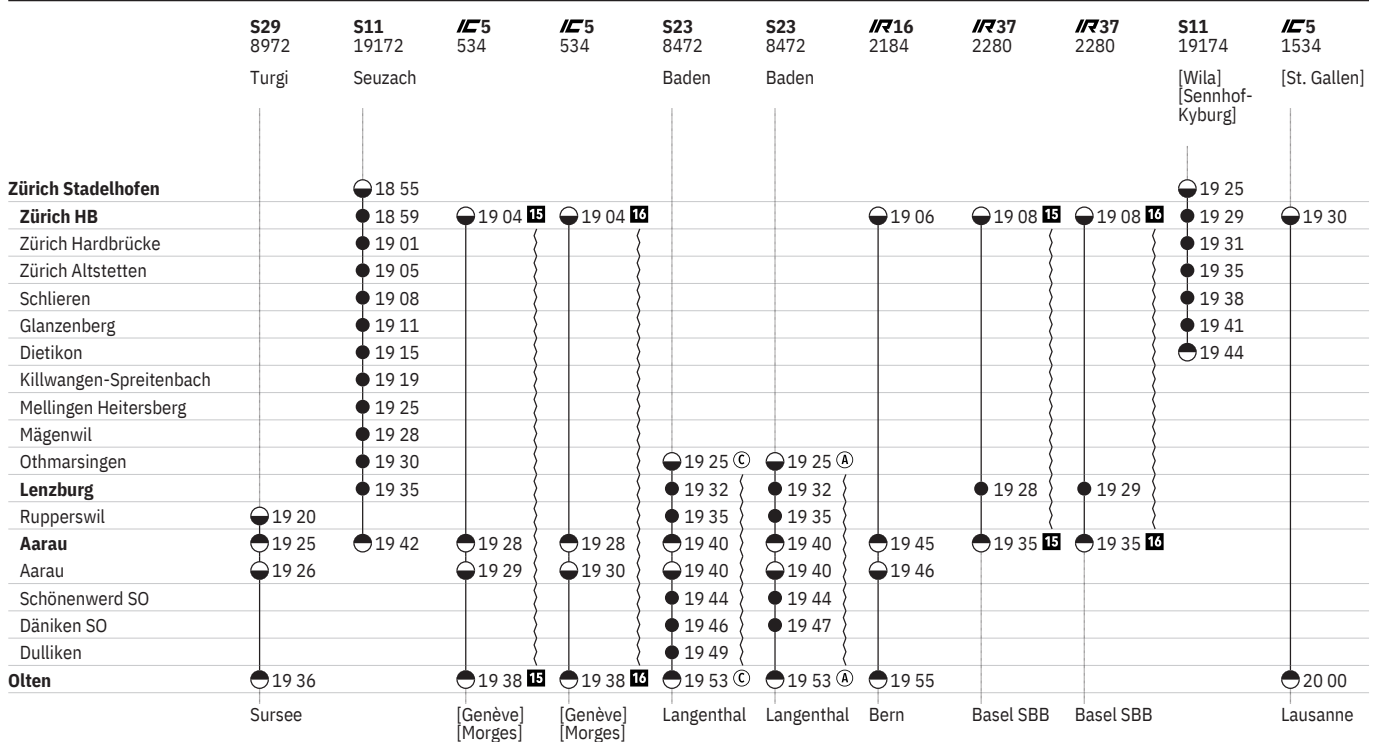 S29 S11 IC5 IC5 S23 S23 IR16 IR37 IR37 S11 IC5
8972 19172 534 534 8472 8472 2184 2280 2280 19174 1534
Turgi Seuzach Baden Baden [Wila] [St. Gallen]
[Sennhof-
Kyburg]
Zürich Stadelhofen 18 55 19 25
Zürich HB 18 59 19 04 15 19 04 16 19 06 19 08 15 19 08 16 19 29 19 30
Zürich Hardbrücke 19 01 19 31
Zürich Altstetten 19 05 19 35
Schlieren 19 08 19 38
Glanzenberg 19 11 19 41
Dietikon 19 15 19 44
Killwangen-Spreitenbach 19 19
Mellingen Heitersberg 19 25
Mägenwil 19 28
Othmarsingen 19 30 19 25 C 19 25 A
Lenzburg 19 35 19 32 19 32 19 28 19 29
Rupperswil 19 20 19 35 19 35
Aarau 19 25 19 42 19 28 19 28 19 40 19 40 19 45 19 35 15 19 35 16
Aarau 19 26 19 29 19 30 19 40 19 40 19 46
Schönenwerd SO 19 44 19 44
Däniken SO 19 46 19 47
Dulliken 19 49
Olten 19 36 19 38 15 19 38 16 19 53 C 19 53 A 19 55 20 00
Sursee [Genève] [Genève] Langenthal Langenthal Bern Basel SBB Basel SBB Lausanne
[Morges] [Morges]